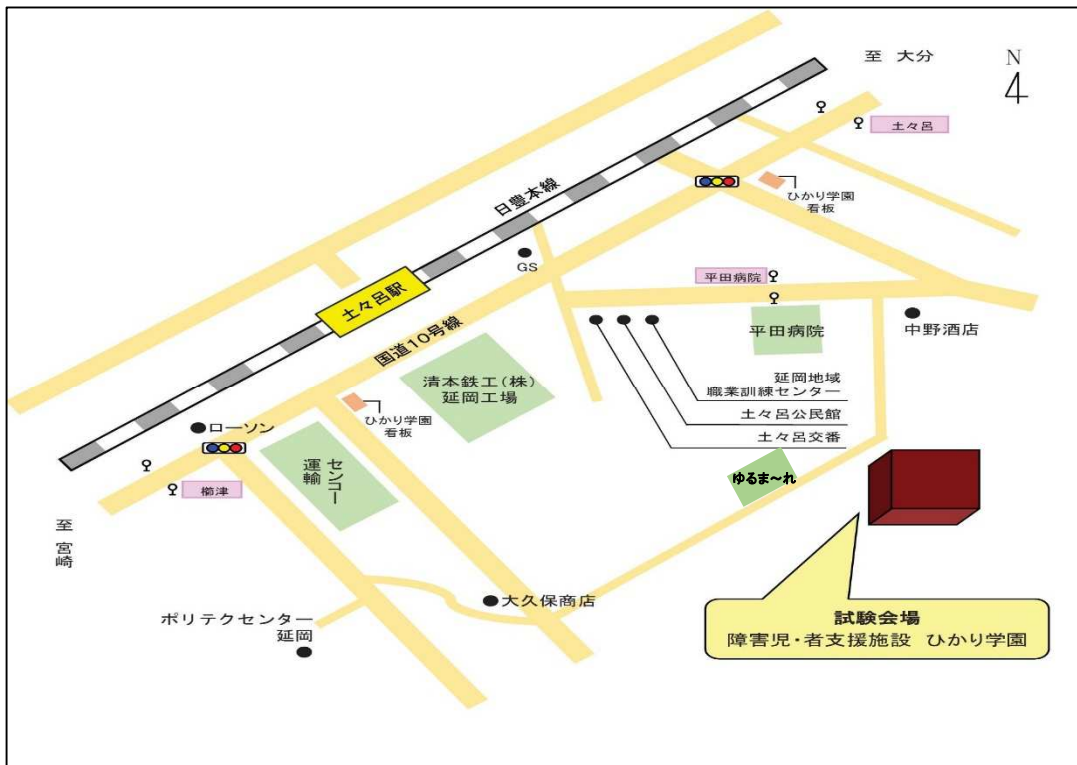 至 大分
N
土々呂
日豊本線
ひかり学園
看板
GS
平田病院
土々呂駅
平田病院
中野酒店
国道10号線
清本鉄工(株)
延岡工場
延岡地域
職業訓練センター
ひかり学園
看板
土々呂公民館
ローソン
土々呂交番
センコー
運輸
ゆるま〜れ
櫛津
至 宮崎
大久保商店
ポリテクセンター
延岡
試験会場
障害児・者支援施設 ひかり学園